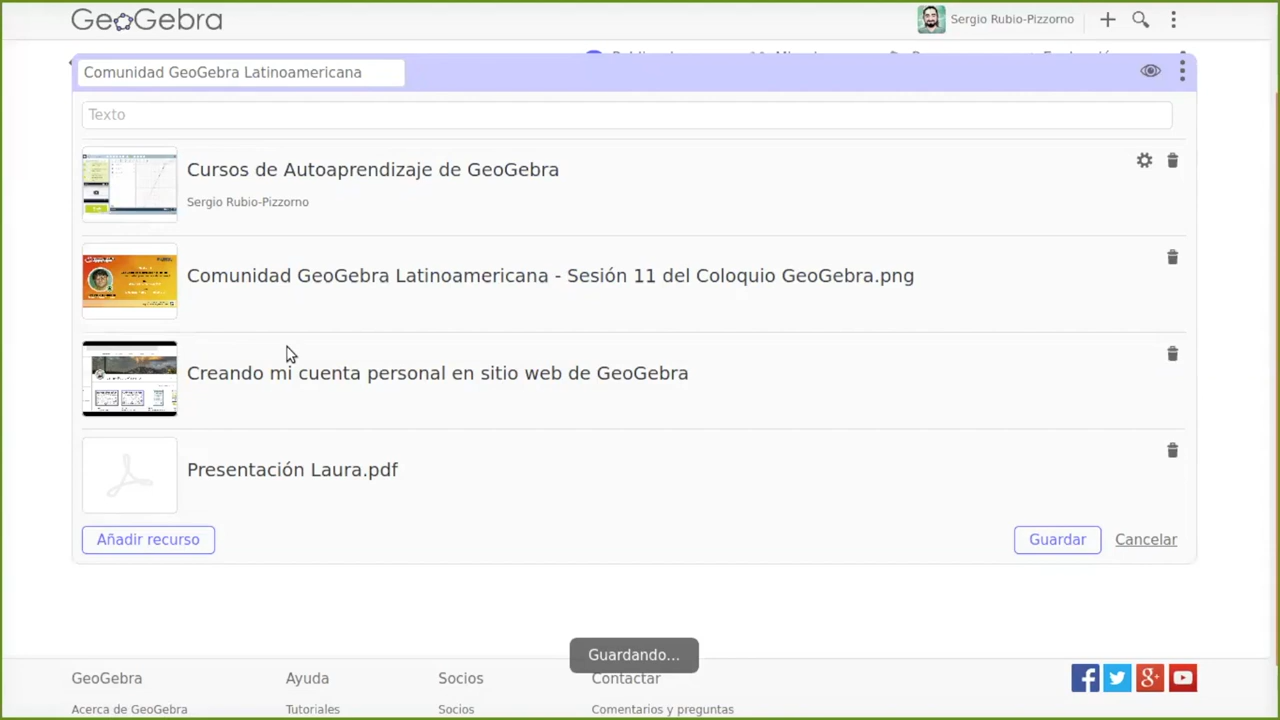 GeoGebra
Sergio Rubio-Pizzorno
Comunidad GeoGebra Latinoamericana
Texto
Cursos de Autoaprendizaje de GeoGebra
Sergio Rubio-Pizzorno
Comunidad GeoGebra Latinoamericana - Sesión 11 del Coloquio GeoGebra.png
Creando mi cuenta personal en sitio web de GeoGebra
Presentación Laura.pdf
Añadir recurso
Guardar
Cancelar
Guardando...
GeoGebra
Ayuda
Socios
Contactar
Acerca de GeoGebra
Tutoriales
Socios
Comentarios y preguntas